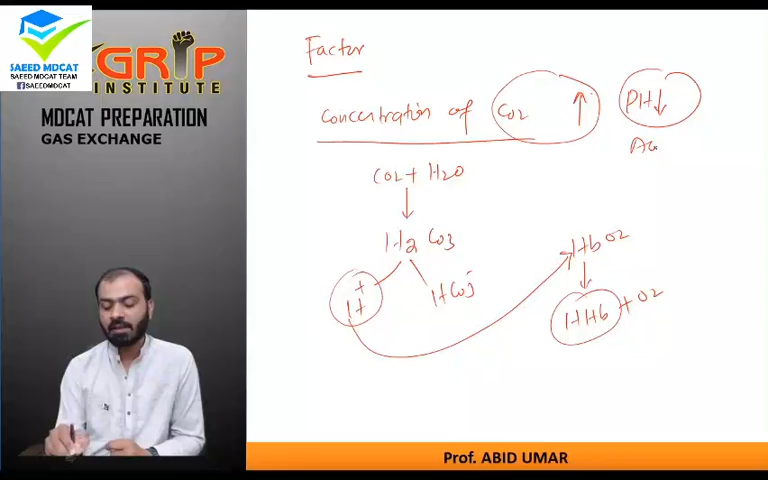 SAEED MDCAT
SAEED MDCAT TEAM
f/SAEEDMDCAT
GRIP
INSTITUTE
MDCAT PREPARATION
GAS EXCHANGE
Factor
Concentration of CO2 ↑ PH↓
CO2 + H2O
↓
H2CO3
H+ HCO3-
HbO2
↓
HHb + O2
Prof. ABID UMAR